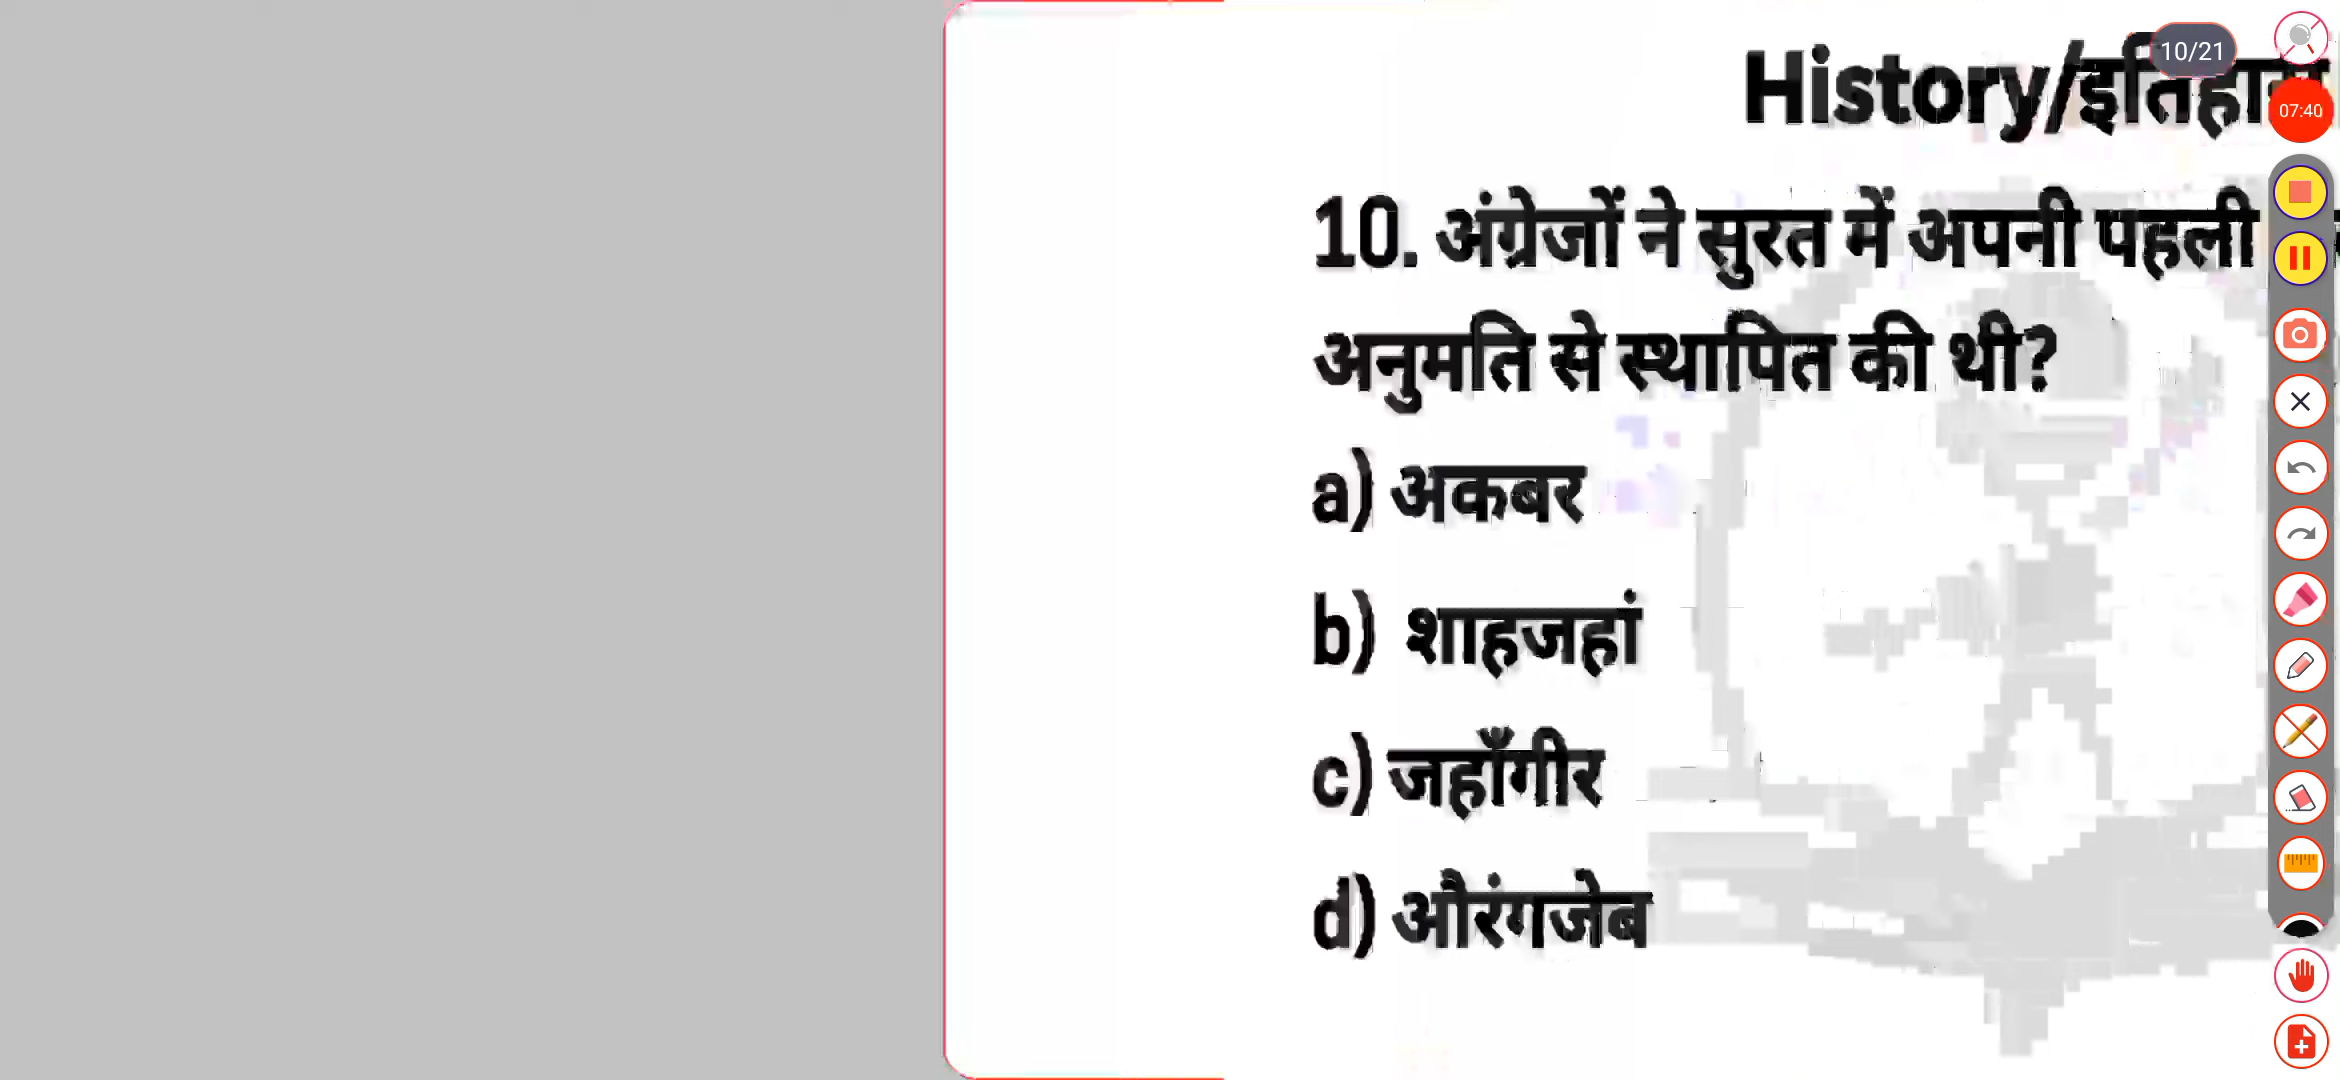 10/21
History/इतिहास
07:40
10. अंग्रेजों ने सुरत में अपनी पहली
अनुमति से स्थापित की थी?
a) अकबर
b) शाहजहां
c) जहाँगीर
d) औरंगजेब